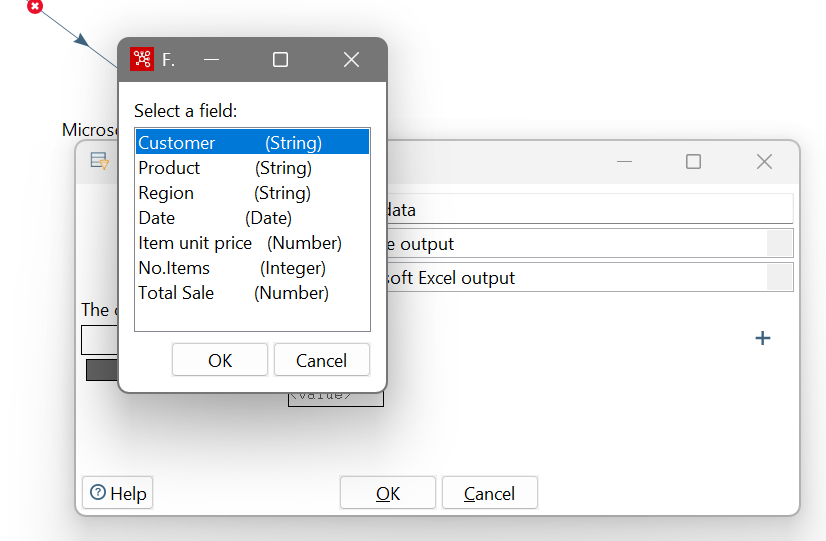 F.
Select a field:
Customer (String)
Product (String)
Region (String)
Date (Date)
Item unit price (Number)
No.Items (Integer)
Total Sale (Number)
OK Cancel
Micros
data
e output
soft Excel output
The c
+
<value>
Help OK Cancel